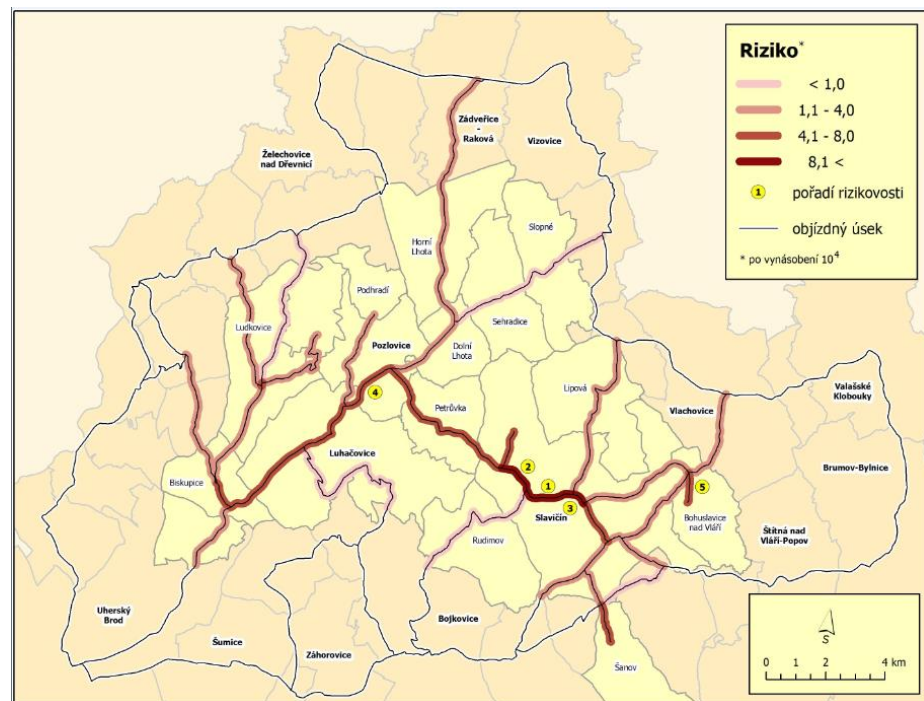 Riziko*
< 1,0
1,1 - 4,0
4,1 - 8,0
8,1 <
1 pořadí rizikovosti
objízdný úsek
* po vynásobení 10⁴
Zádveřice
-
Raková
Vizovice
Želechovice
nad Dřevnicí
Horní
Lhota
Slopné
Podhradí
Ludkovice
Sehradice
Pozlovice
Dolní
Lhota
4
Petrůvka
Lipová
Vlachovice
Valašské
Klobouky
Luhačovice
2
Brumov-Bylnice
Biskupice
1
5
3
Slavičín
Bohuslavice
nad Vláří
Štítná nad
Vláří-Popov
Rudimov
Uherský
Brod
Bojkovice
Šumice
Záhorovice
Šanov
S
0 1 2 4 km